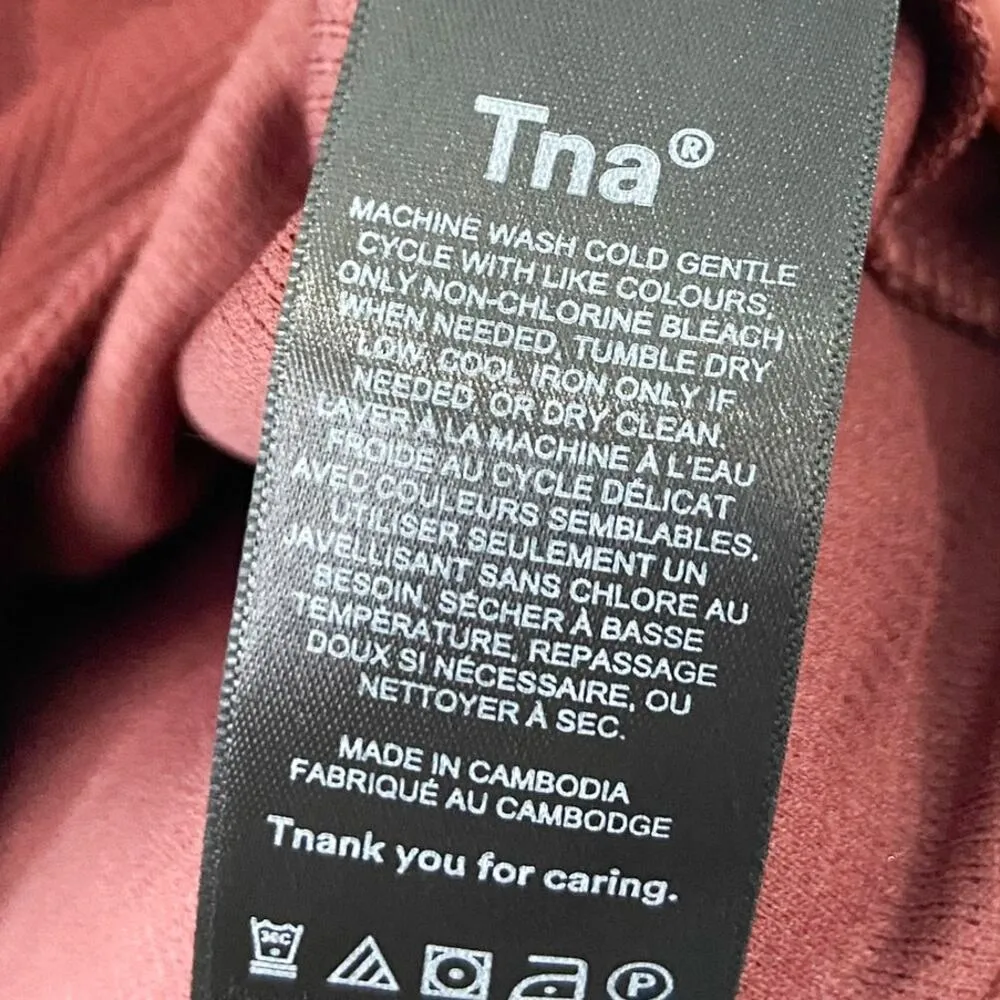 Tna®
MACHINE WASH COLD GENTLE
CYCLE WITH LIKE COLOURS,
ONLY NON-CHLORINE BLEACH
WHEN NEEDED, TUMBLE DRY
LOW, COOL IRON ONLY IF
NEEDED, OR DRY CLEAN
LAVER À LA MACHINE À L'EAU
FROIDE AU CYCLE DÉLICAT
AVEC COULEURS SEMBLABLES,
UTILISER SEULEMENT UN
JAVELLISANT SANS CHLORE AU
BESOIN, SÉCHER À BASSE
TEMPÉRATURE, REPASSAGE
DOUX SI NÉCESSAIRE, OU
NETTOYER À SEC.
MADE IN CAMBODIA
FABRIQUÉ AU CAMBODGE
Tnank you for caring.
30C P